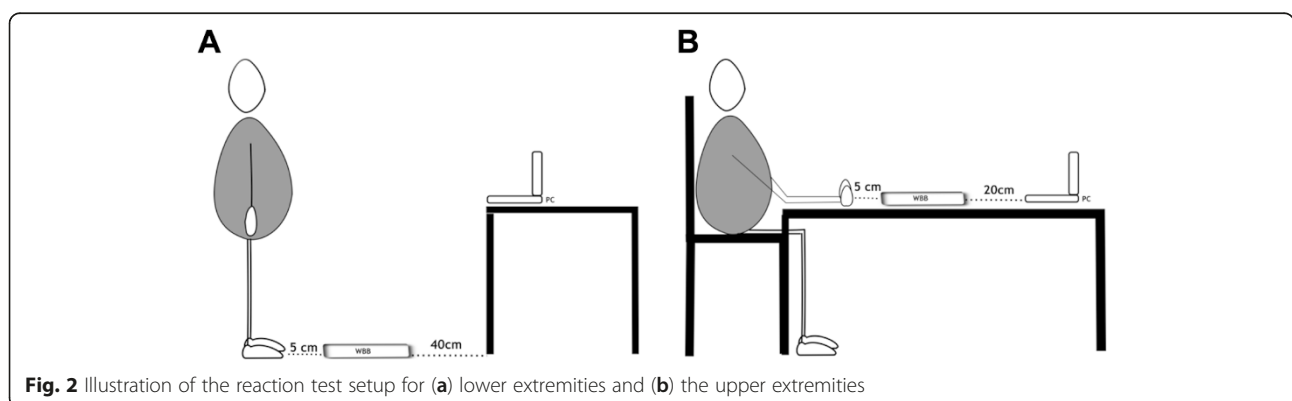 A
B
PC
5 cm
WBB
20cm
PC
5 cm
WBB
40cm
Fig. 2 Illustration of the reaction test setup for (a) lower extremities and (b) the upper extremities